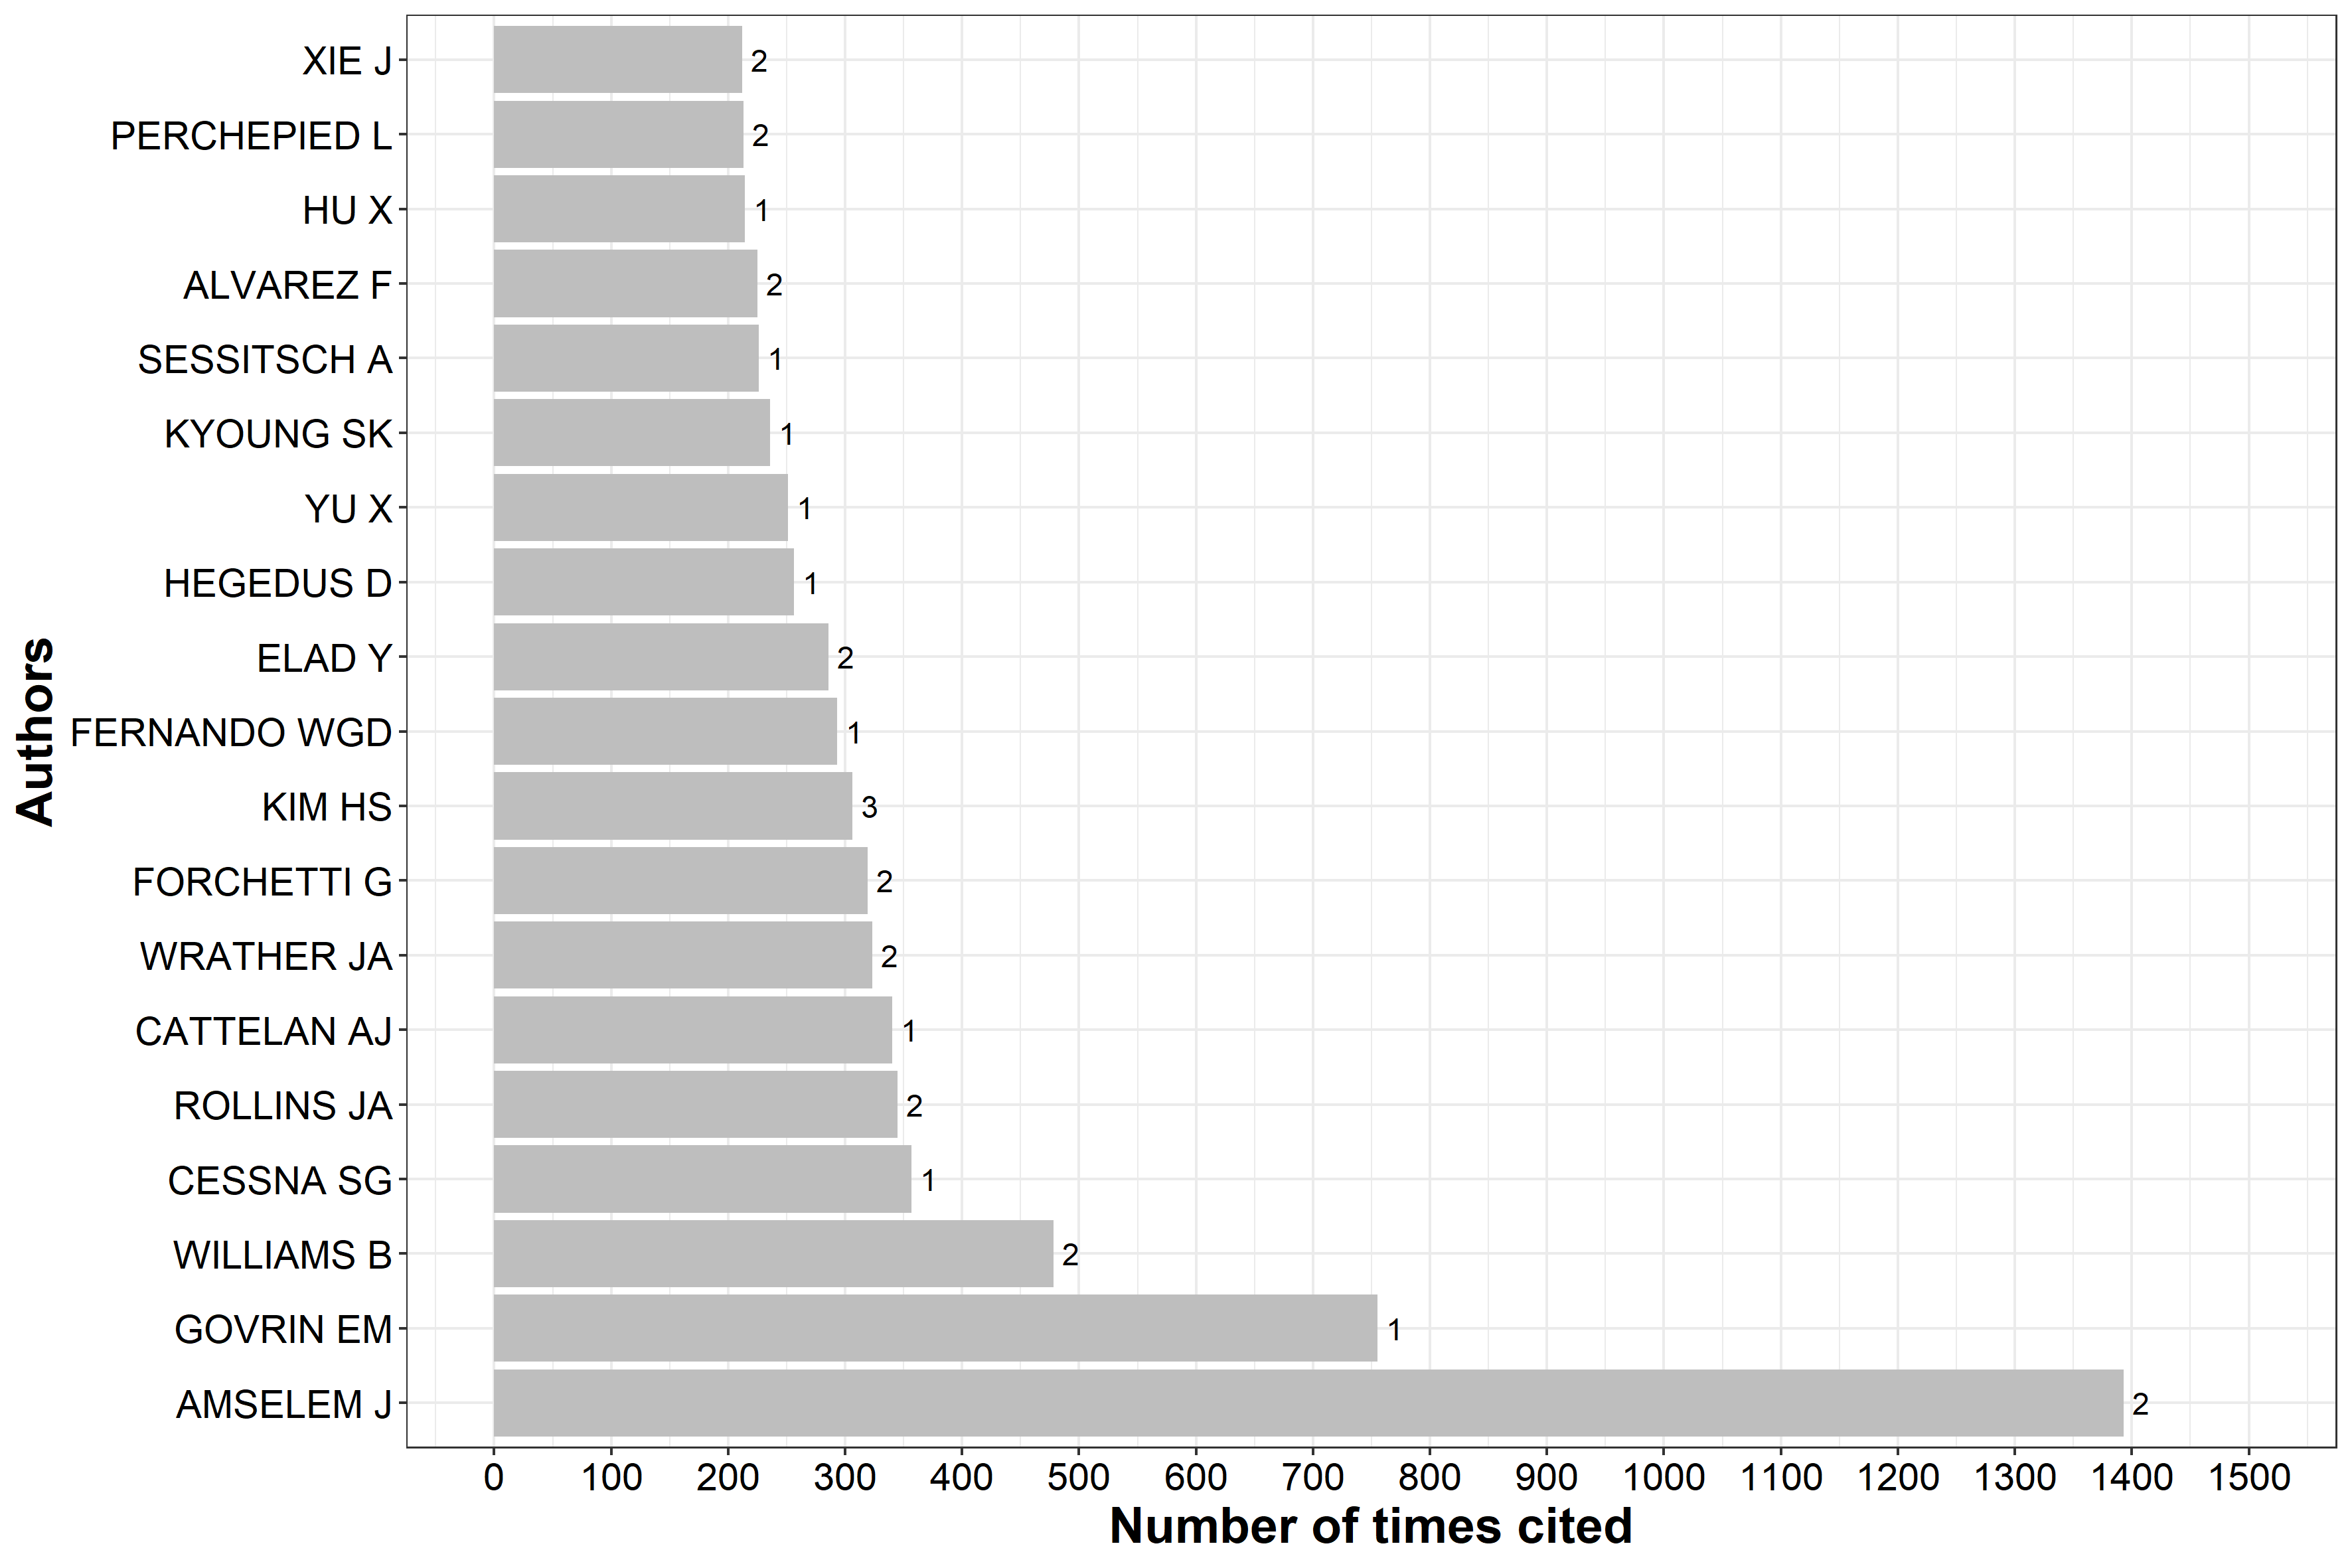 XIE J 2
PERCHEPIED L 2
HU X 1
ALVAREZ F 2
SESSITSCH A 1
KYOUNG SK 1
YU X 1
HEGEDUS D 1
ELAD Y 2
FERNANDO WGD 1
KIM HS 3
FORCHETTI G 2
WRATHER JA 2
CATTELAN AJ 1
ROLLINS JA 2
CESSNA SG 1
WILLIAMS B 2
GOVRIN EM 1
AMSELEM J 2
Authors
0 100 200 300 400 500 600 700 800 900 1000 1100 1200 1300 1400 1500
Number of times cited